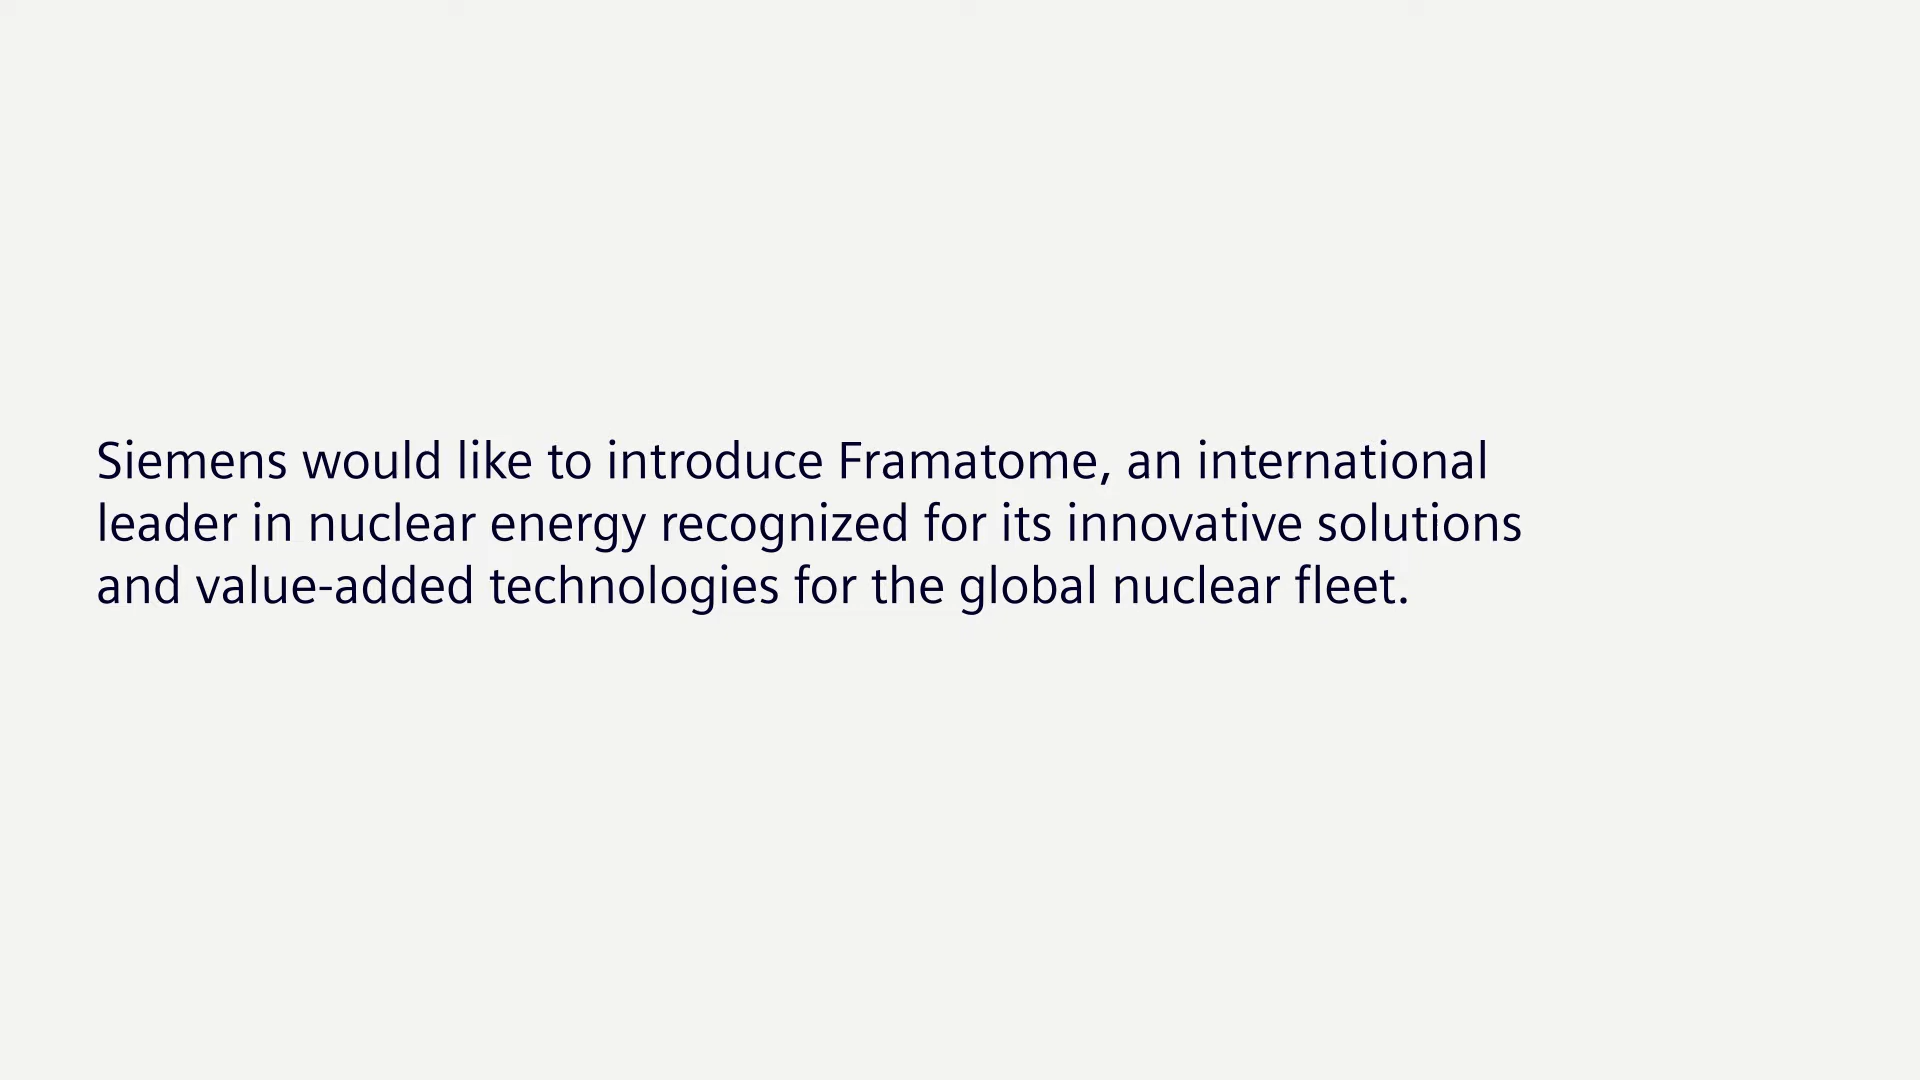 Siemens would like to introduce Framatome, an international
leader in nuclear energy recognized for its innovative solutions
and value-added technologies for the global nuclear fleet.